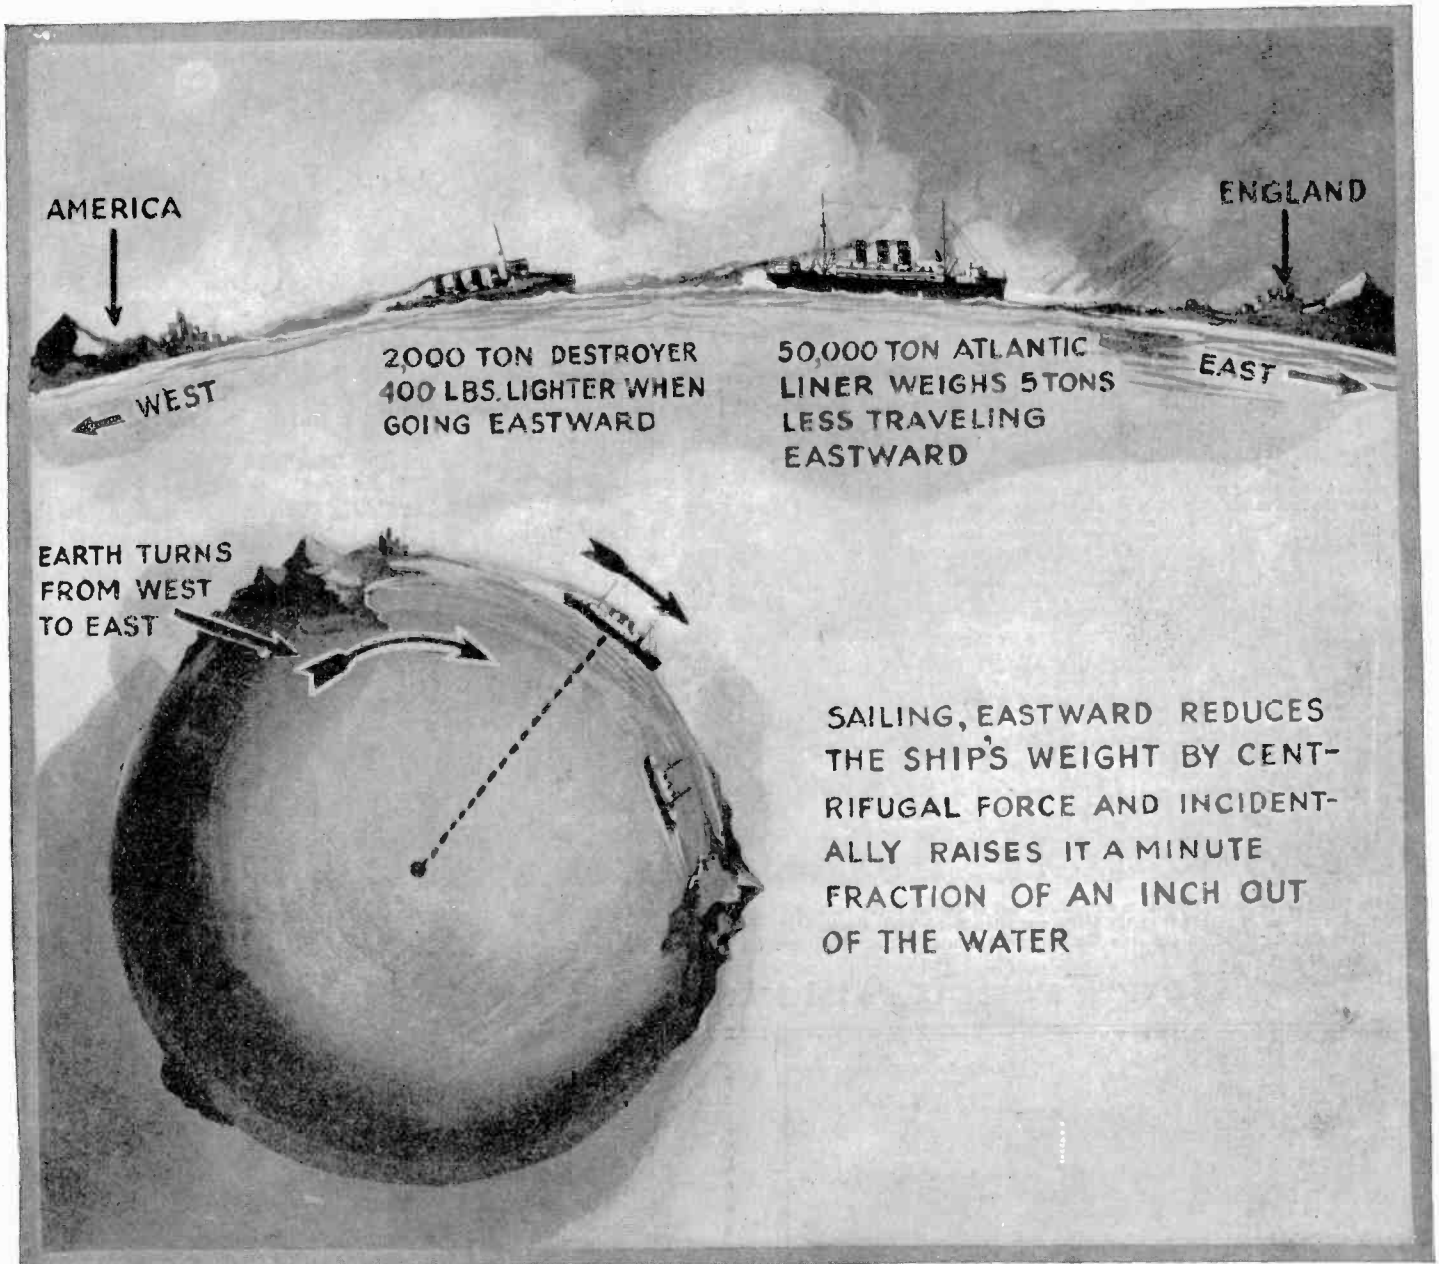 AMERICA
ENGLAND
2,000 TON DESTROYER
400 LBS. LIGHTER WHEN
GOING EASTWARD
50,000 TON ATLANTIC
LINER WEIGHS 5 TONS
LESS TRAVELING
EASTWARD
WEST
EAST
EARTH TURNS
FROM WEST
TO EAST
SAILING, EASTWARD REDUCES
THE SHIP'S WEIGHT BY CENT-
RIFUGAL FORCE AND INCIDENT-
ALLY RAISES IT A MINUTE
FRACTION OF AN INCH OUT
OF THE WATER